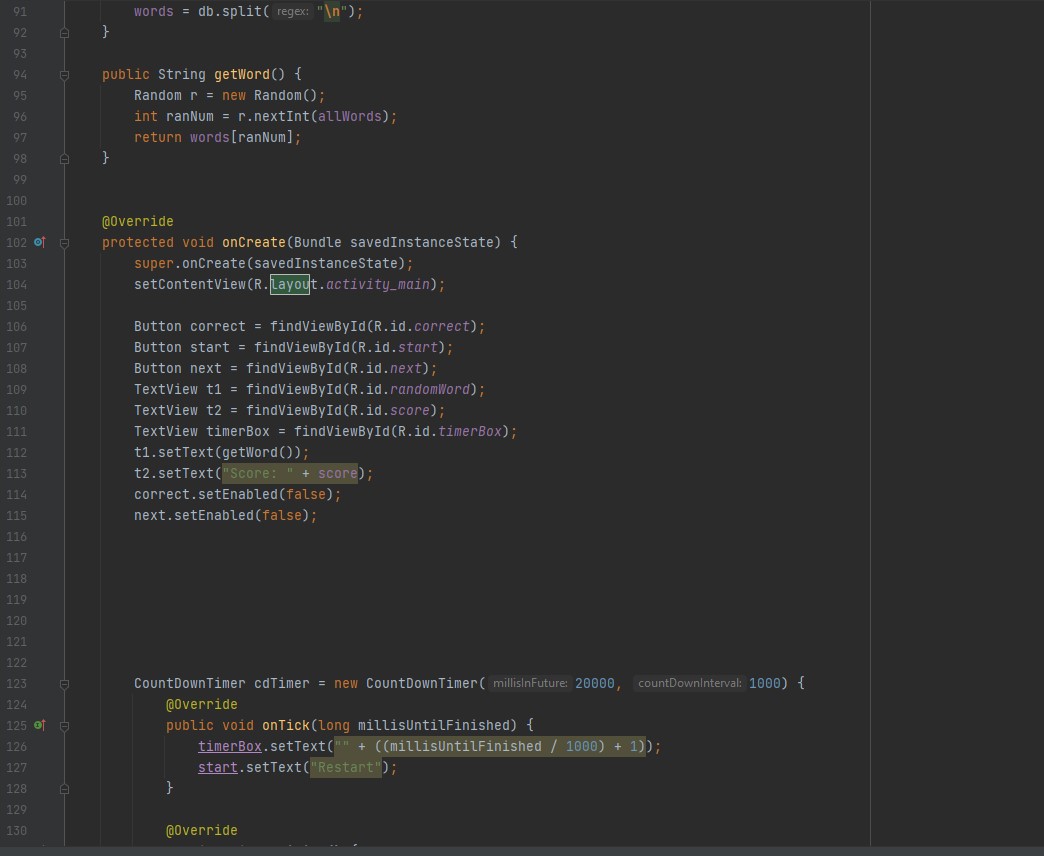 91 words = db.split( regex: "\n");
92 }
93
94 public String getWord() {
95 Random r = new Random();
96 int ranNum = r.nextInt(allWords);
97 return words[ranNum];
98 }
99
100
101 @Override
102 protected void onCreate(Bundle savedInstanceState) {
103 super.onCreate(savedInstanceState);
104 setContentView(R.layout.activity_main);
105
106 Button correct = findViewById(R.id.correct);
107 Button start = findViewById(R.id.start);
108 Button next = findViewById(R.id.next);
109 TextView t1 = findViewById(R.id.randomWord);
110 TextView t2 = findViewById(R.id.score);
111 TextView timerBox = findViewById(R.id.timerBox);
112 t1.setText(getWord());
113 t2.setText("Score: " + score);
114 correct.setEnabled(false);
115 next.setEnabled(false);
116
117
118
119
120
121
122
123 CountDownTimer cdTimer = new CountDownTimer( millisInFuture: 20000, countDownInterval: 1000) {
124 @Override
125 public void onTick(long millisUntilFinished) {
126 timerBox.setText("" + ((millisUntilFinished / 1000) + 1));
127 start.setText("Restart");
128 }
129
130 @Override